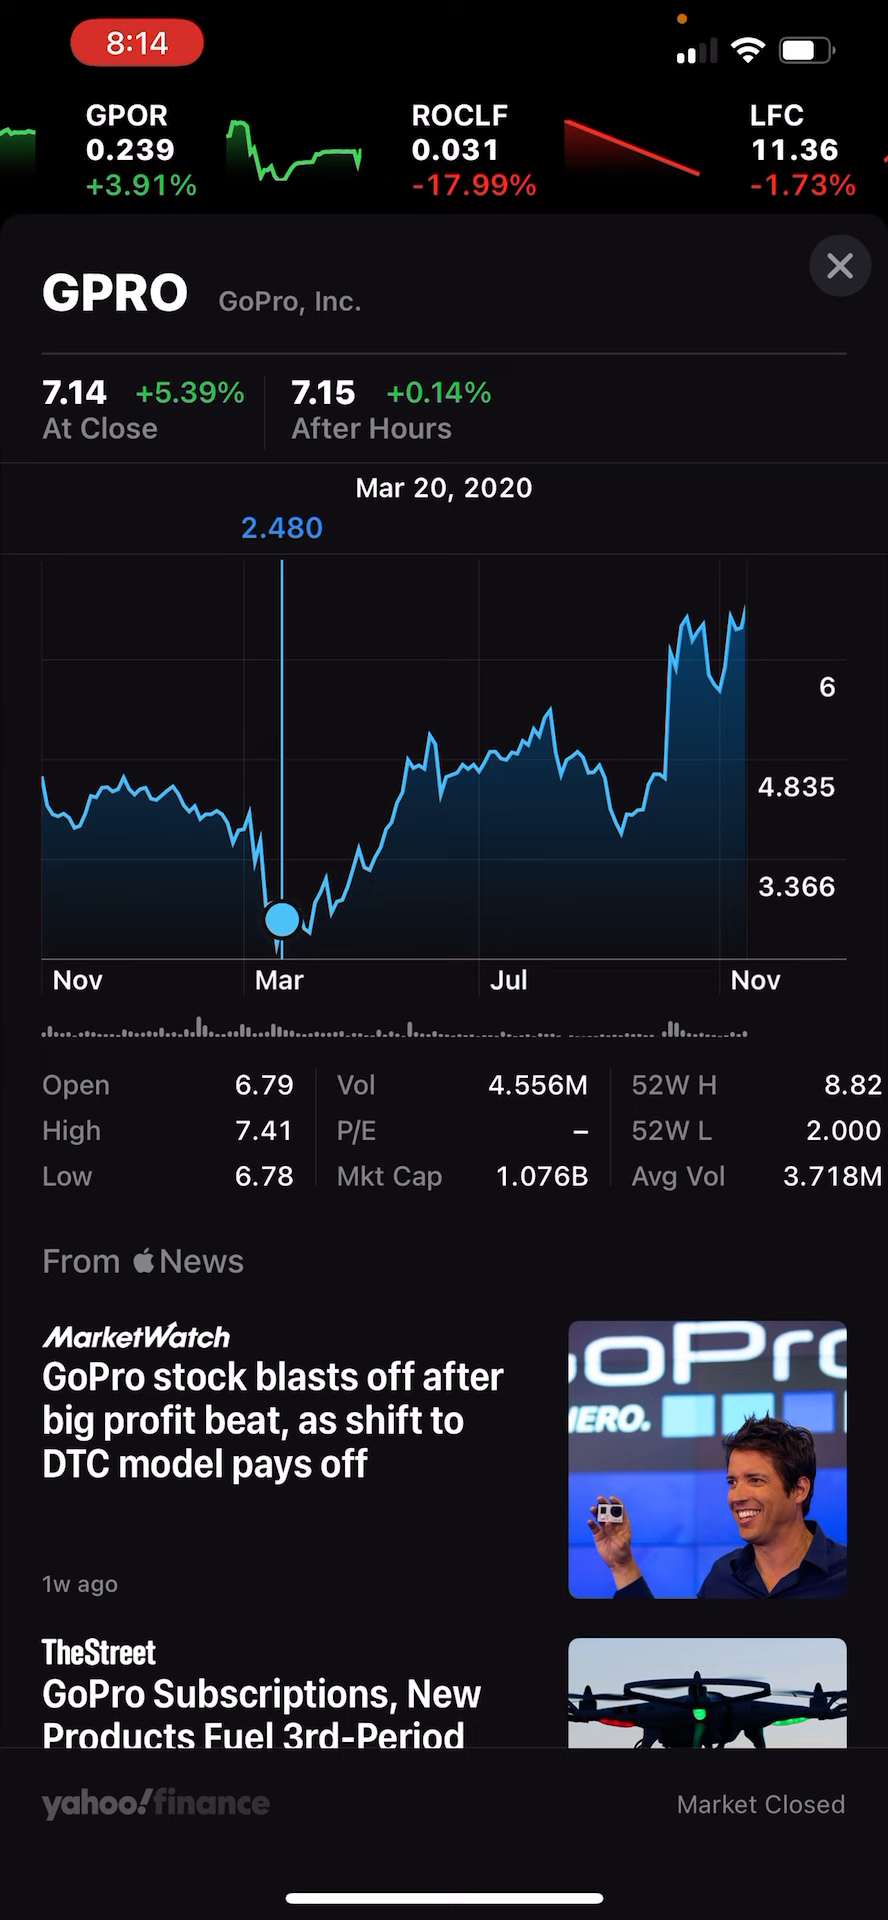 8:14
GPOR
0.239
+3.91%
ROCLF
0.031
-17.99%
LFC
11.36
-1.73%
GPRO GoPro, Inc.
7.14 +5.39% 7.15 +0.14%
At Close After Hours
Mar 20, 2020
2.480
6
4.835
3.366
Nov Mar Jul Nov
Open 6.79 Vol 4.556M 52W H 8.82
High 7.41 P/E – 52W L 2.000
Low 6.78 Mkt Cap 1.076B Avg Vol 3.718M
From News
MarketWatch
GoPro stock blasts off after
big profit beat, as shift to
DTC model pays off
1w ago
GoPro
HERO.
TheStreet
GoPro Subscriptions, New
Products Fuel 3rd-Period
yahoo!finance Market Closed